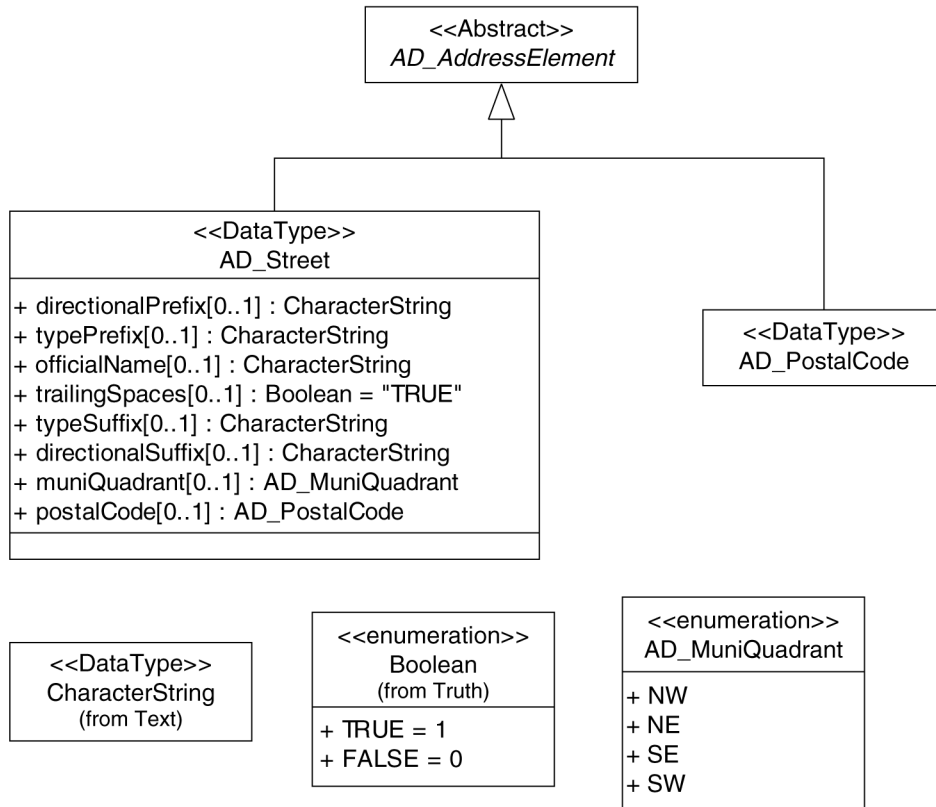 <<Abstract>>
AD_AddressElement
<<DataType>>
AD_Street
+ directionalPrefix[0..1] : CharacterString
+ typePrefix[0..1] : CharacterString
+ officialName[0..1] : CharacterString
+ trailingSpaces[0..1] : Boolean = "TRUE"
+ typeSuffix[0..1] : CharacterString
+ directionalSuffix[0..1] : CharacterString
+ muniQuadrant[0..1] : AD_MuniQuadrant
+ postalCode[0..1] : AD_PostalCode
<<DataType>>
AD_PostalCode
<<DataType>>
CharacterString
(from Text)
<<enumeration>>
Boolean
(from Truth)
+ TRUE = 1
+ FALSE = 0
<<enumeration>>
AD_MuniQuadrant
+ NW
+ NE
+ SE
+ SW